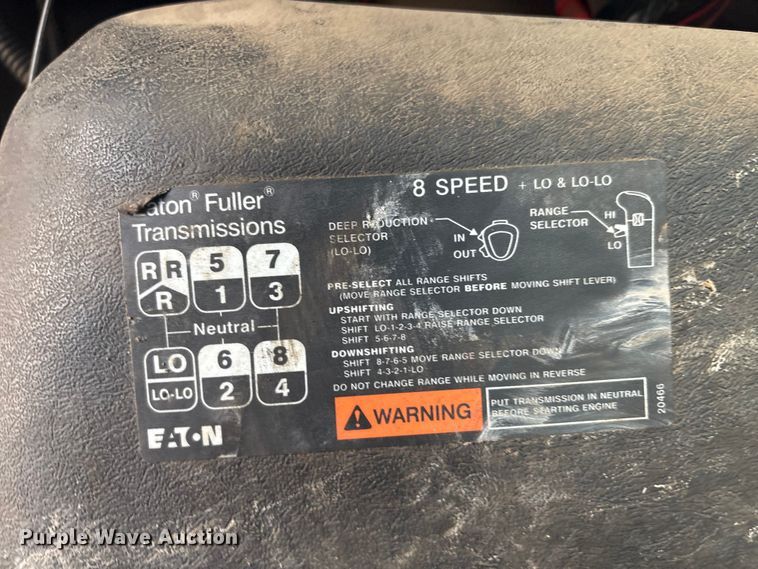 Eaton® Fuller®
Transmissions
8 SPEED + LO & LO-LO
DEEP REDUCTION
SELECTOR
(LO-LO)
IN
OUT
RANGE
SELECTOR
HI
LO
R R 5 7
R 1 3
Neutral
LO 6 8
LO-LO 2 4
EATON
PRE-SELECT ALL RANGE SHIFTS
(MOVE RANGE SELECTOR BEFORE MOVING SHIFT LEVER)
UPSHIFTING
START WITH RANGE SELECTOR DOWN
SHIFT LO-1-2-3-4 RAISE RANGE SELECTOR
SHIFT 5-6-7-8
DOWNSHIFTING
SHIFT 8-7-6-5 MOVE RANGE SELECTOR DOWN
SHIFT 4-3-2-1-LO
DO NOT CHANGE RANGE WHILE MOVING IN REVERSE
WARNING
PUT TRANSMISSION IN NEUTRAL
BEFORE STARTING ENGINE
20466
Purple Wave Auction